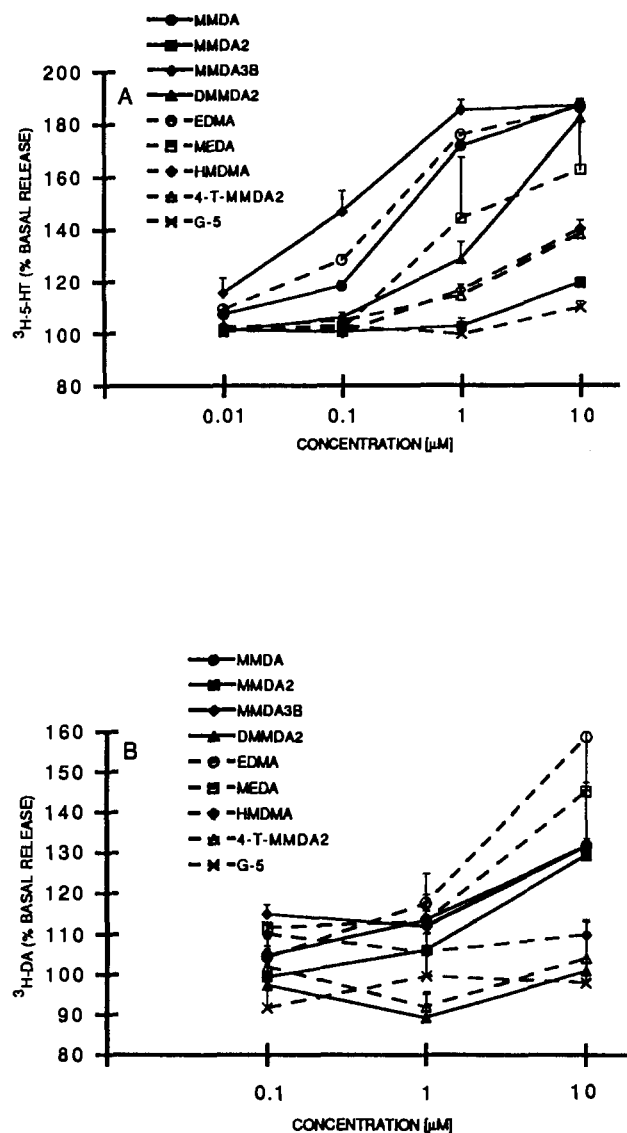 MMDA
MMDA2
MMDA3B
DMMDA2
EDMA
MEDA
HMDMA
4-T-MMDA2
G-5
A
200
180
160
140
120
100
80
³H-5-HT (% BASAL RELEASE)
0.01 0.1 1 10
CONCENTRATION [μM]
MMDA
MMDA2
MMDA3B
DMMDA2
EDMA
MEDA
HMDMA
4-T-MMDA2
G-5
B
160
150
140
130
120
110
100
90
80
³H-DA (% BASAL RELEASE)
0.1 1 10
CONCENTRATION [μM]